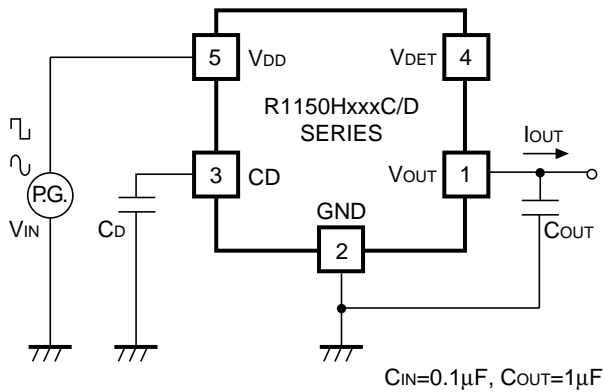 5 VDD
VDET 4
R1150HxxxC/D
SERIES
IOUT
3 CD
VOUT 1
P.G.
VIN
CD
GND
2
COUT
CIN=0.1μF, COUT=1μF